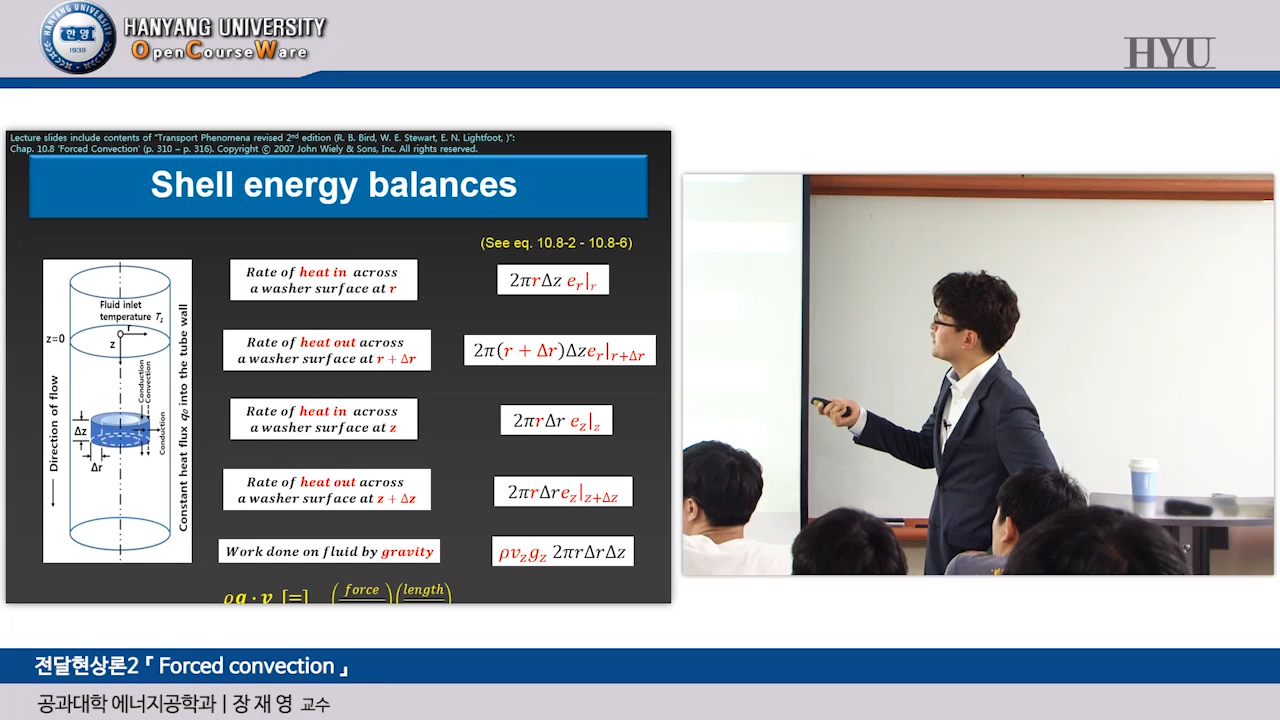 HANYANG UNIVERSITY
OpenCourseWare
한양
1939
HYU
Lecture slides include contents of "Transport Phenomena revised 2nd edition (R. B. Bird, W. E. Stewart, E. N. Lightfoot, )":
Chap. 10.8 'Forced Convection' (p. 310 – p. 316). Copyright © 2007 John Wiely & Sons, Inc. All rights reserved.
Shell energy balances
(See eq. 10.8-2 - 10.8-6)
Rate of heat in across
a washer surface at r
2πrΔz e_r|_r
Rate of heat out across
a washer surface at r + Δr
2π(r + Δr)Δze_r|_{r+Δr}
Rate of heat in across
a washer surface at z
2πrΔr e_z|_z
Rate of heat out across
a washer surface at z + Δz
2πrΔre_z|_{z+Δz}
Work done on fluid by gravity
ρv_zg_z 2πrΔrΔz
ρg · v [=] (force/ )(length/ )
Fluid inlet
temperature T₁
r
z=0
z
Conduction
Convection
Conduction
Δz
Δr
Direction of flow
Constant heat flux q₀ into the tube wall
전달현상론2「 Forced convection 」
공과대학 에너지공학과 | 장 재 영 교수